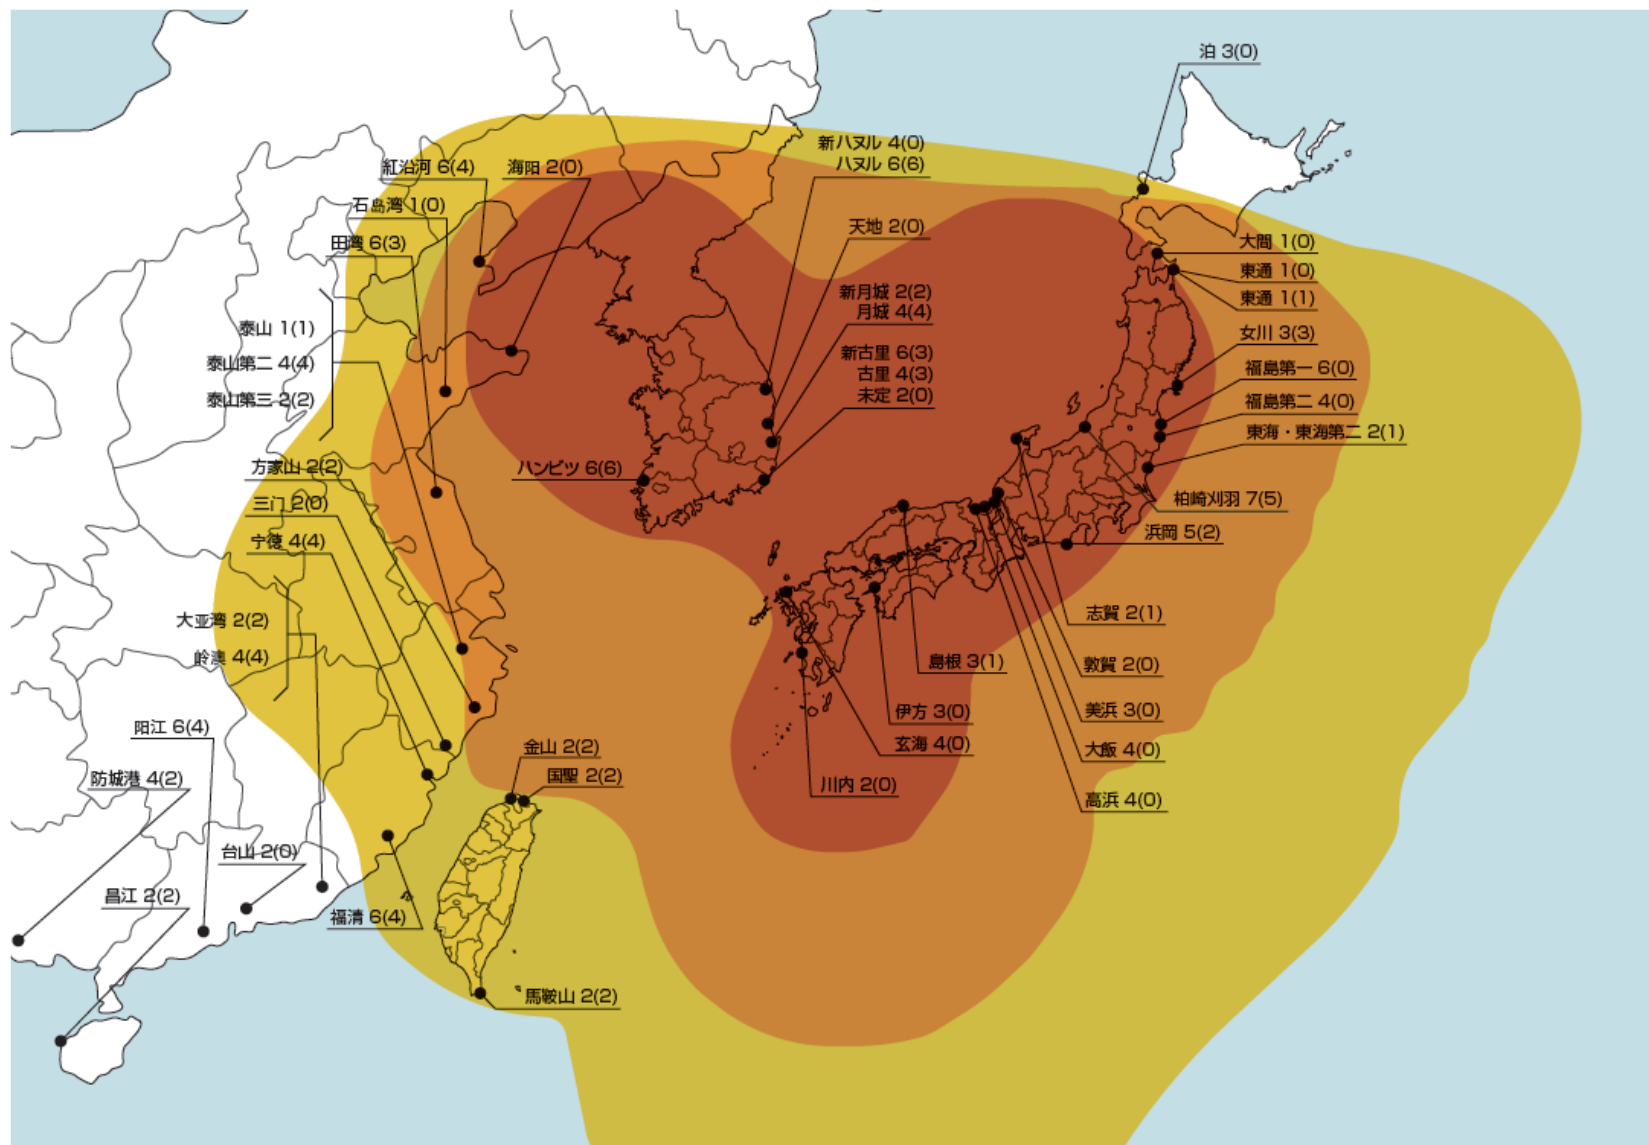 泊 3(0)
新ハヌル 4(0)
ハヌル 6(6)
紅沿河 6(4)
海阳 2(0)
石岛湾 1(0)
天地 2(0)
田湾 6(3)
大間 1(0)
東通 1(0)
東通 1(1)
新月城 2(2)
月城 4(4)
泰山 1(1)
女川 3(3)
新古里 6(3)
古里 4(3)
未定 2(0)
泰山第二 4(4)
福島第一 6(0)
泰山第三 2(2)
福島第二 4(0)
東海・東海第二 2(1)
方家山 2(2)
ハンビツ 6(6)
三门 2(0)
柏崎刈羽 7(5)
宁德 4(4)
浜岡 5(2)
大亚湾 2(2)
志賀 2(1)
岭澳 4(4)
島根 3(1)
敦賀 2(0)
伊方 3(0)
美浜 3(0)
阳江 6(4)
金山 2(2)
玄海 4(0)
大飯 4(0)
防城港 4(2)
国聖 2(2)
川内 2(0)
高浜 4(0)
台山 2(0)
昌江 2(2)
福清 6(4)
馬鞍山 2(2)